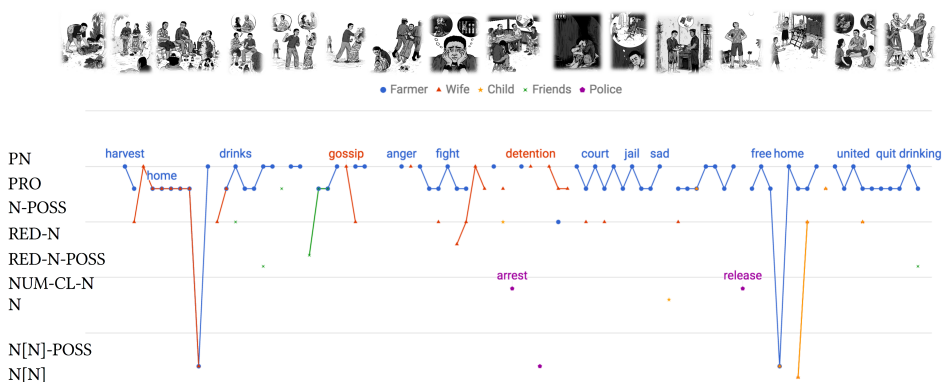 Farmer Wife Child Friends Police
harvest drinks gossip anger fight detention court jail sad free home united quit drinking
PN
home
PRO
N-POSS
RED-N
RED-N-POSS
arrest release
NUM-CL-N
N
N[N]-POSS
N[N]